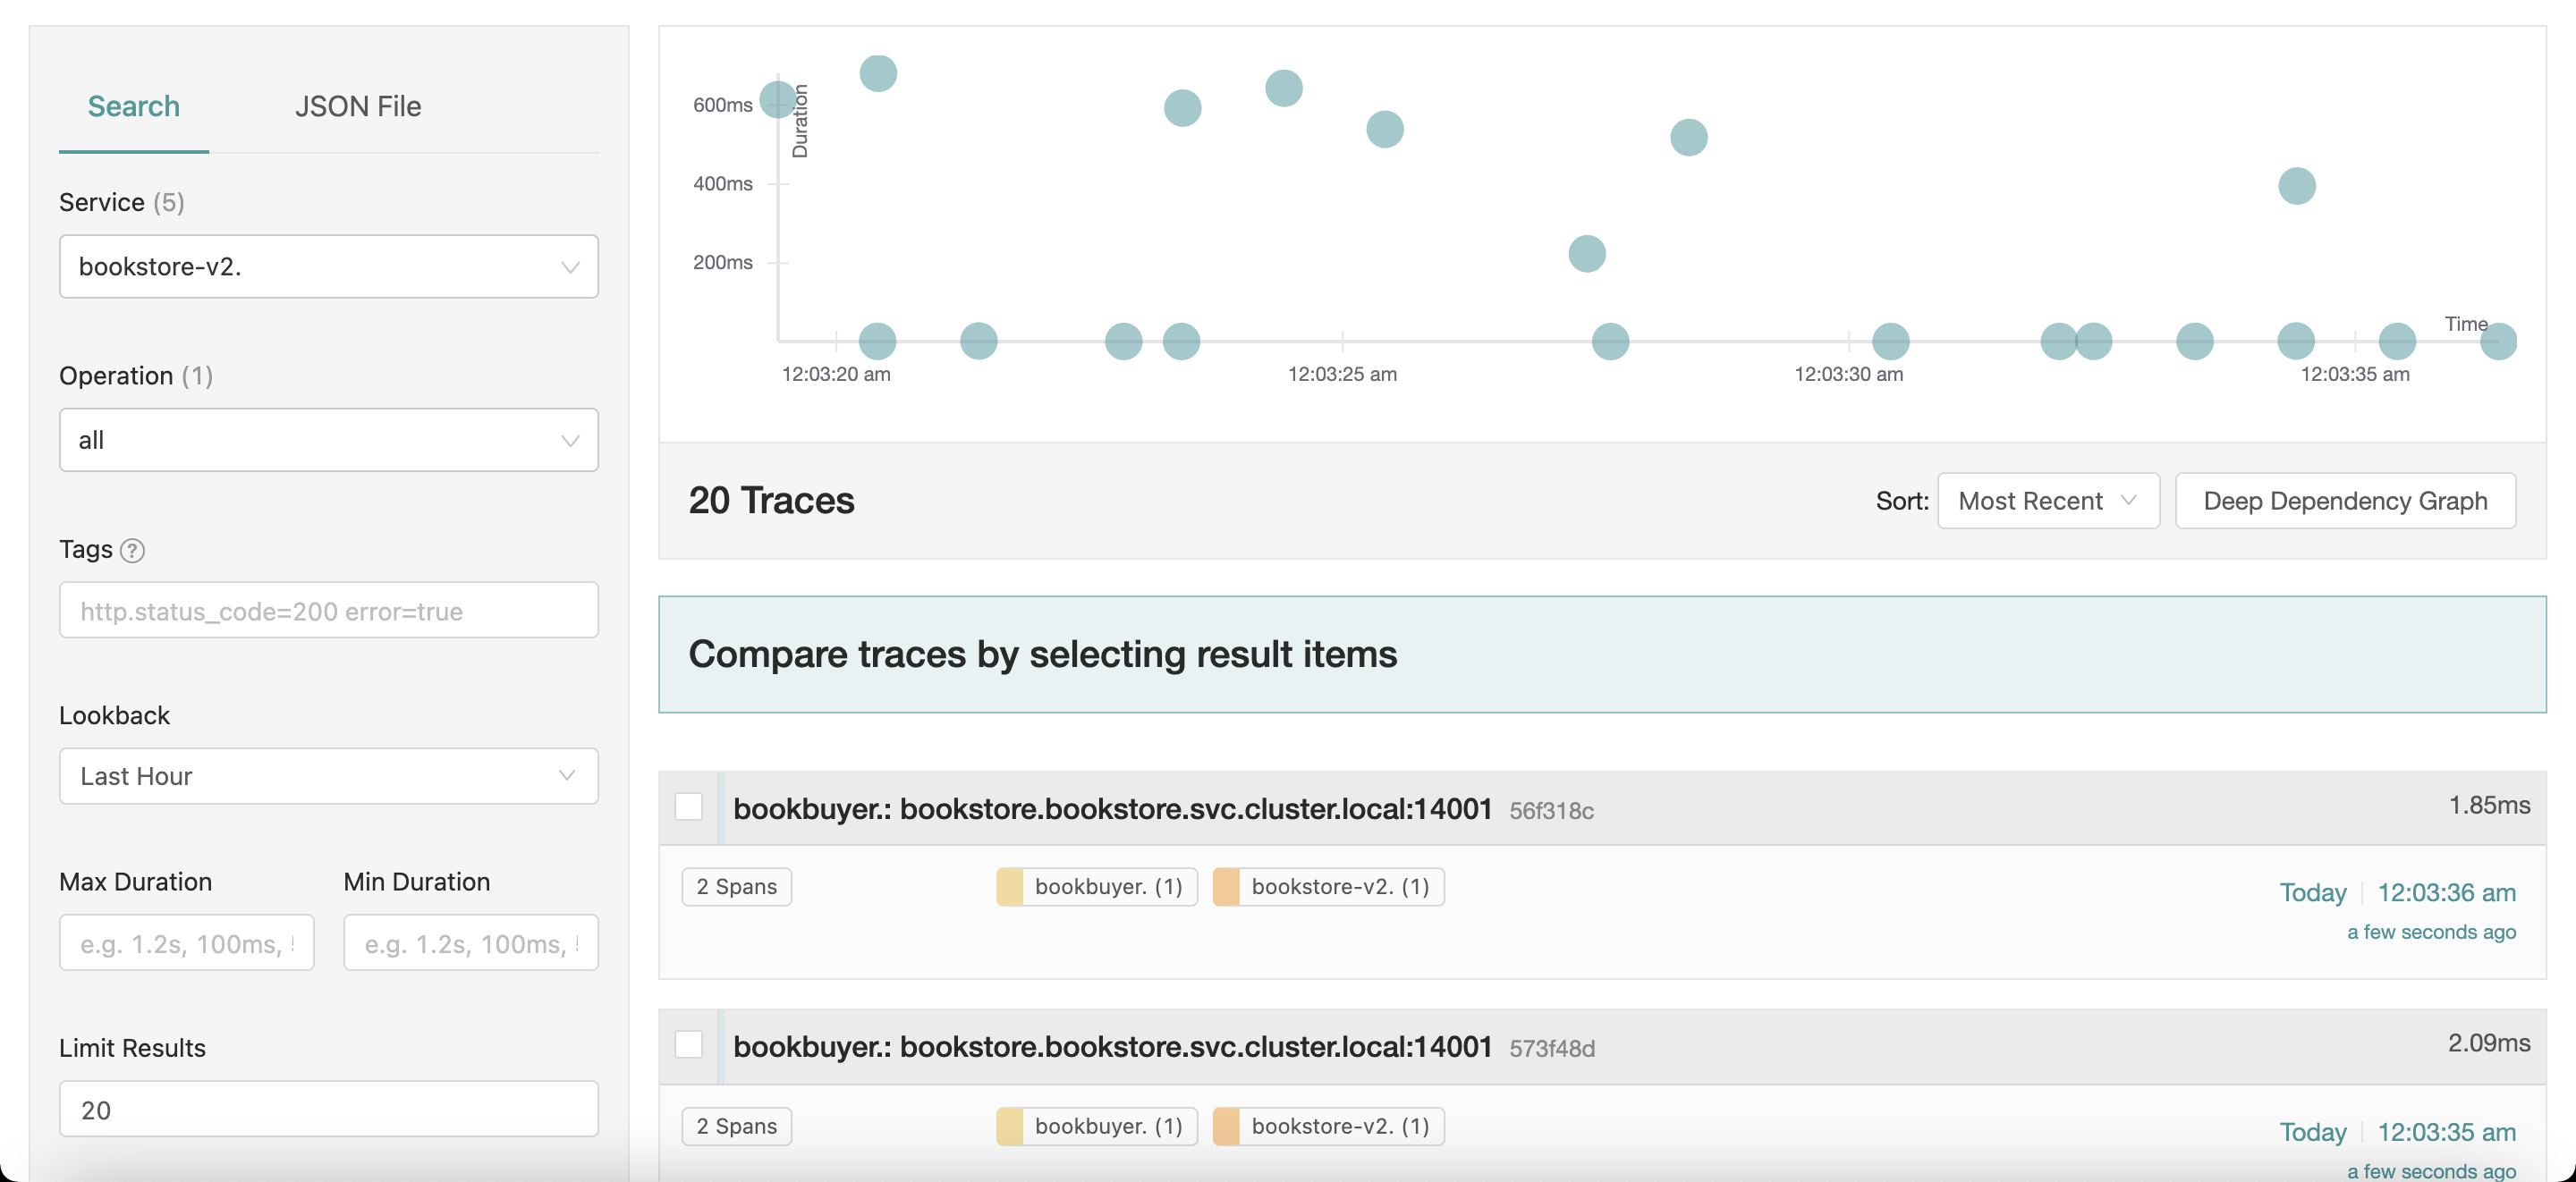 Search
JSON File
Service (5)
bookstore-v2.
Operation (1)
all
Tags ?
http.status_code=200 error=true
Lookback
Last Hour
Max Duration
Min Duration
e.g. 1.2s, 100ms,
e.g. 1.2s, 100ms,
Limit Results
20
Duration
600ms
400ms
200ms
Time
12:03:20 am
12:03:25 am
12:03:30 am
12:03:35 am
20 Traces
Sort:
Most Recent
Deep Dependency Graph
Compare traces by selecting result items
bookbuyer.: bookstore.bookstore.svc.cluster.local:14001 56f318c
1.85ms
2 Spans
bookbuyer. (1)
bookstore-v2. (1)
Today
12:03:36 am
a few seconds ago
bookbuyer.: bookstore.bookstore.svc.cluster.local:14001 573f48d
2.09ms
2 Spans
bookbuyer. (1)
bookstore-v2. (1)
Today
12:03:35 am
a few seconds ago